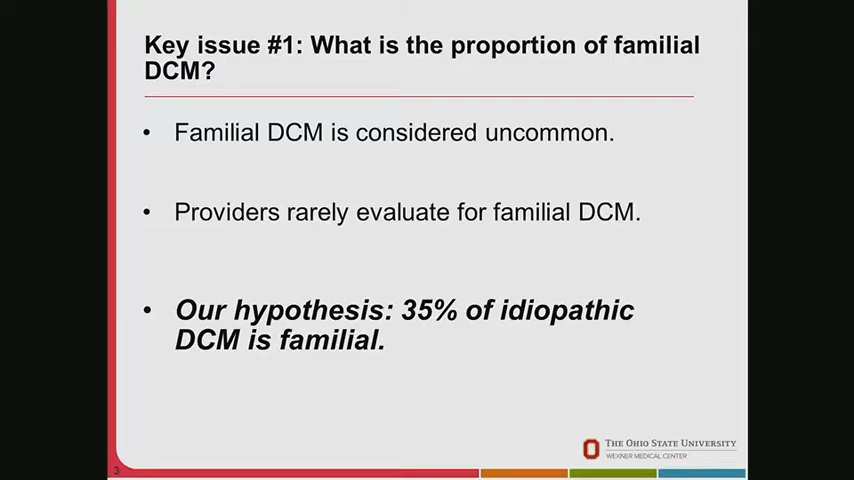 Key issue #1: What is the proportion of familial
DCM?
• Familial DCM is considered uncommon.
• Providers rarely evaluate for familial DCM.
• Our hypothesis: 35% of idiopathic
DCM is familial.
THE OHIO STATE UNIVERSITY
WEXNER MEDICAL CENTER
3